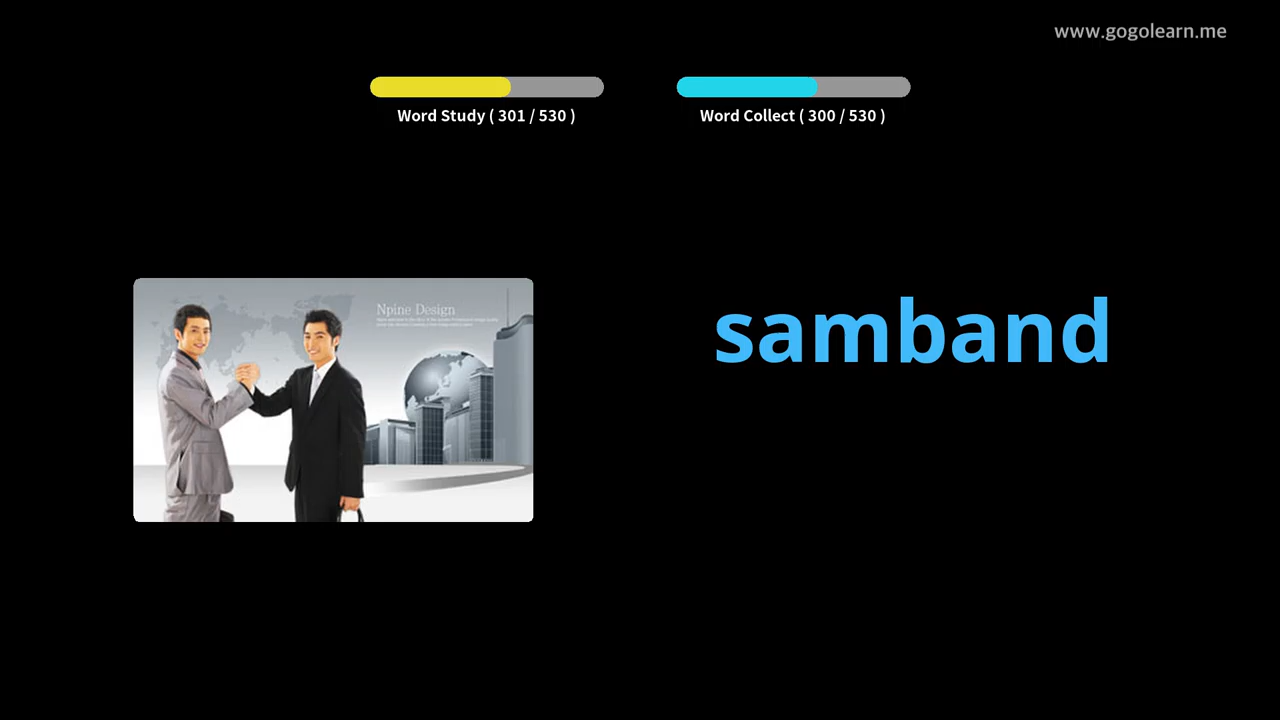 www.gogolearn.me
Word Study ( 301 / 530 )
Word Collect ( 300 / 530 )
Npine Design
samband